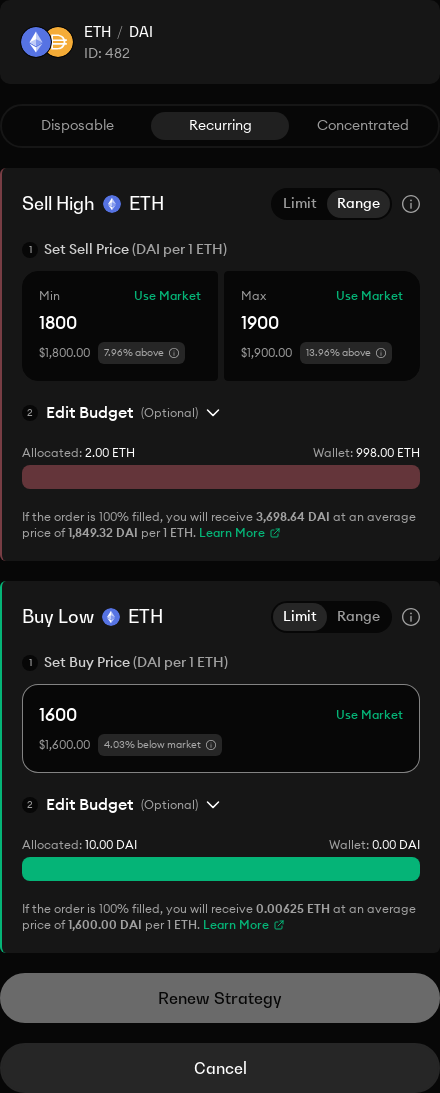 ETH / DAI
ID: 482
Disposable Recurring Concentrated
Sell High ETH Limit Range
1 Set Sell Price (DAI per 1 ETH)
Min Use Market Max Use Market
1800 1900
$1,800.00 7.96% above $1,900.00 13.96% above
2 Edit Budget (Optional)
Allocated: 2.00 ETH Wallet: 998.00 ETH
If the order is 100% filled, you will receive 3,698.64 DAI at an average
price of 1,849.32 DAI per 1 ETH. Learn More
Buy Low ETH Limit Range
1 Set Buy Price (DAI per 1 ETH)
1600 Use Market
$1,600.00 4.03% below market
2 Edit Budget (Optional)
Allocated: 10.00 DAI Wallet: 0.00 DAI
If the order is 100% filled, you will receive 0.00625 ETH at an average
price of 1,600.00 DAI per 1 ETH. Learn More
Renew Strategy
Cancel